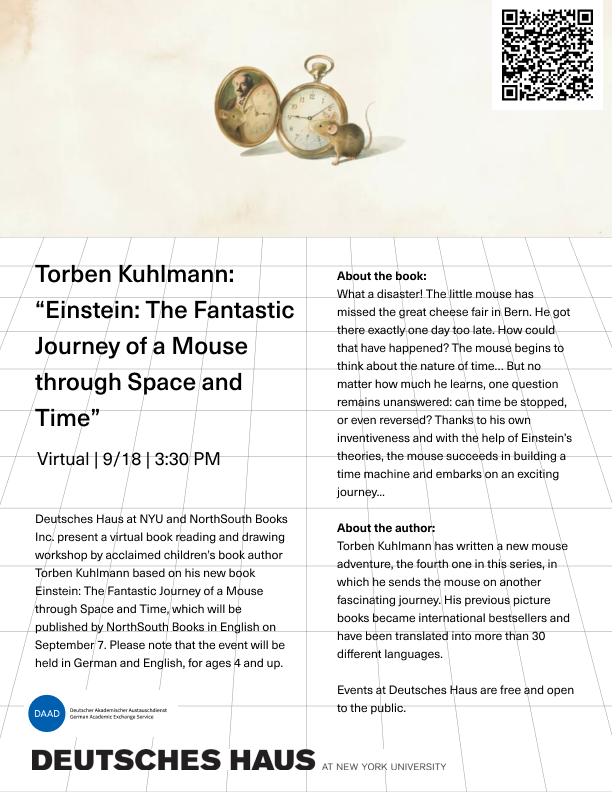 Torben Kuhlmann:
“Einstein: The Fantastic
Journey of a Mouse
through Space and
Time”
Virtual | 9/18 | 3:30 PM
Deutsches Haus at NYU and NorthSouth Books
Inc. present a virtual book reading and drawing
workshop by acclaimed children’s book author
Torben Kuhlmann based on his new book
Einstein: The Fantastic Journey of a Mouse
through Space and Time, which will be
published by NorthSouth Books in English on
September 7. Please note that the event will be
held in German and English, for ages 4 and up.
About the book:
What a disaster! The little mouse has
missed the great cheese fair in Bern. He got
there exactly one day too late. How could
that have happened? The mouse begins to
think about the nature of time... But no
matter how much he learns, one question
remains unanswered: can time be stopped,
or even reversed? Thanks to his own
inventiveness and with the help of Einstein’s
theories, the mouse succeeds in building a
time machine and embarks on an exciting
journey...
About the author:
Torben Kuhlmann has written a new mouse
adventure, the fourth one in this series, in
which he sends the mouse on another
fascinating journey. His previous picture
books became international bestsellers and
have been translated into more than 30
different languages.
Events at Deutsches Haus are free and open
to the public.
DAAD
Deutscher Akademischer Austauschdienst
German Academic Exchange Service
DEUTSCHES HAUS AT NEW YORK UNIVERSITY